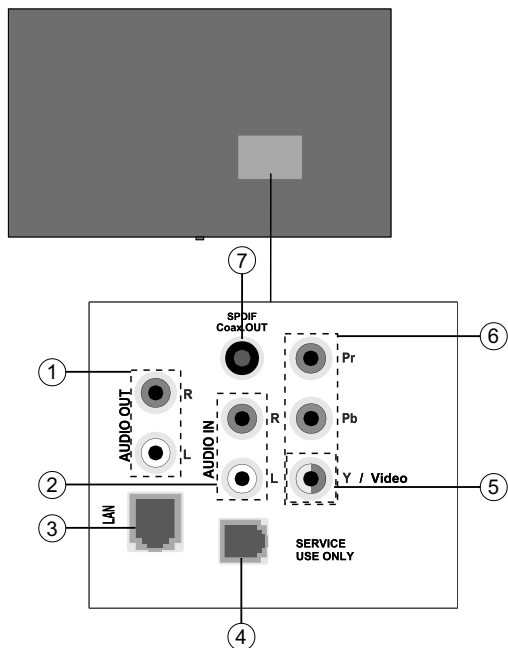 7
SPDIF
Coax.OUT
6
1
Pr
R
AUDIO OUT
R
Pb
AUDIO IN
L
2
L
Y / Video
5
3
LAN
SERVICE
USE ONLY
4